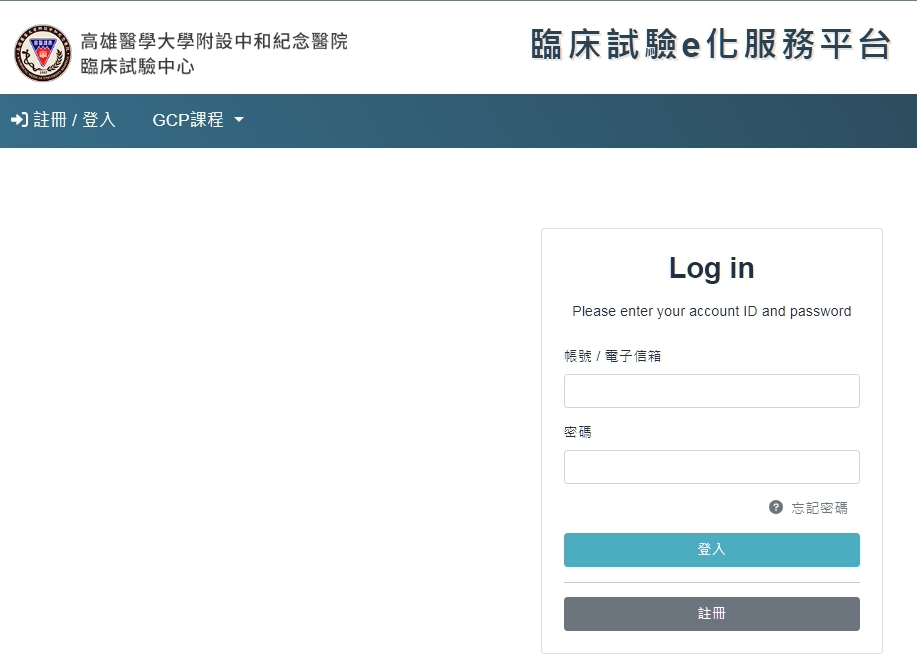 高雄醫學大學附設中和紀念醫院
臨床試驗中心
臨床試驗e化服務平台
註冊 / 登入
GCP課程
Log in
Please enter your account ID and password
帳號 / 電子信箱
密碼
忘記密碼
登入
註冊